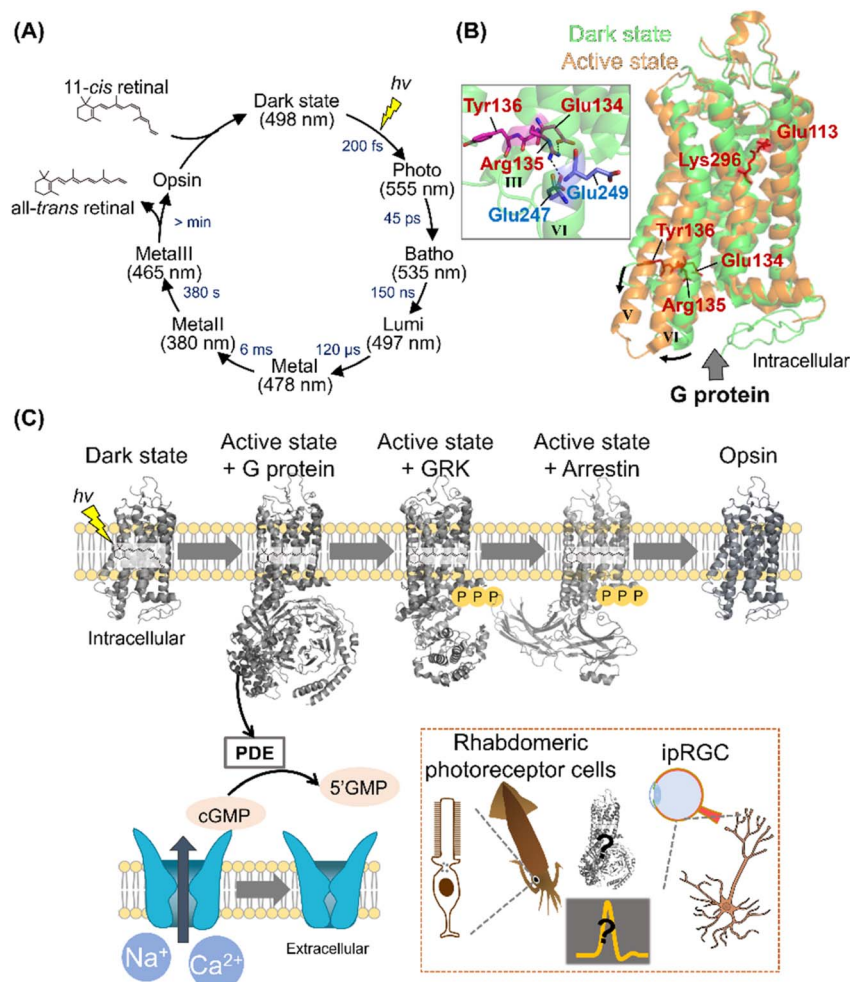 (A)
11-cis retinal
Dark state
(498 nm)
hv
200 fs
Photo
(555 nm)
45 ps
Batho
(535 nm)
150 ns
Lumi
(497 nm)
120 µs
MetaI
(478 nm)
6 ms
MetaII
(380 nm)
380 s
MetaIII
(465 nm)
> min
Opsin
all-trans retinal
(B)
Dark state
Active state
Tyr136
Glu134
Arg135
III
Glu249
Glu247
VI
Glu113
Lys296
Tyr136
Glu134
Arg135
V
VI
Intracellular
G protein
(C)
Dark state
Active state
+ G protein
Active state
+ GRK
Active state
+ Arrestin
Opsin
hv
P P P
P P P
Intracellular
PDE
cGMP
5'GMP
Na+
Ca2+
Extracellular
Rhabdomeric
photoreceptor cells
ipRGC
?
?